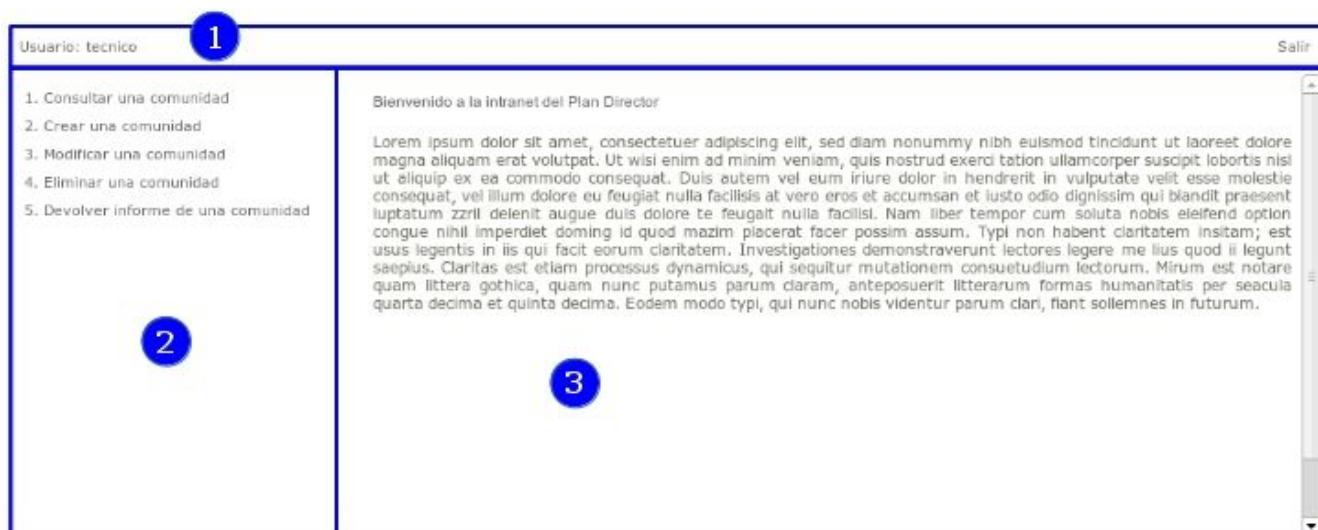 1
Usuario: tecnico
Salir
1. Consultar una comunidad
2. Crear una comunidad
3. Modificar una comunidad
4. Eliminar una comunidad
5. Devolver informe de una comunidad
2
Bienvenido a la intranet del Plan Director
Lorem ipsum dolor sit amet, consectetuer adipiscing elit, sed diam nonummy nibh euismod tincidunt ut laoreet dolore
magna aliquam erat volutpat. Ut wisi enim ad minim veniam, quis nostrud exerci tation ullamcorper suscipit lobortis nisl
ut aliquip ex ea commodo consequat. Duis autem vel eum iriure dolor in hendrerit in vulputate velit esse molestie
consequat, vel illum dolore eu feugiat nulla facilisis at vero eros et accumsan et iusto odio dignissim qui blandit praesent
luptatum zzril delenit augue duis dolore te feugait nulla facilisi. Nam liber tempor cum soluta nobis eleifend option
congue nihil imperdiet doming id quod mazim placerat facer possim assum. Typi non habent claritatem insitam; est
usus legentis in iis qui facit eorum claritatem. Investigationes demonstraverunt lectores legere me lius quod ii legunt
saepius. Claritas est etiam processus dynamicus, qui sequitur mutationem consuetudium lectorum. Mirum est notare
quam littera gothica, quam nunc putamus parum claram, anteposuerit litterarum formas humanitatis per seacula
quarta decima et quinta decima. Eodem modo typi, qui nunc nobis videntur parum clari, fiant sollemnes in futurum.
3